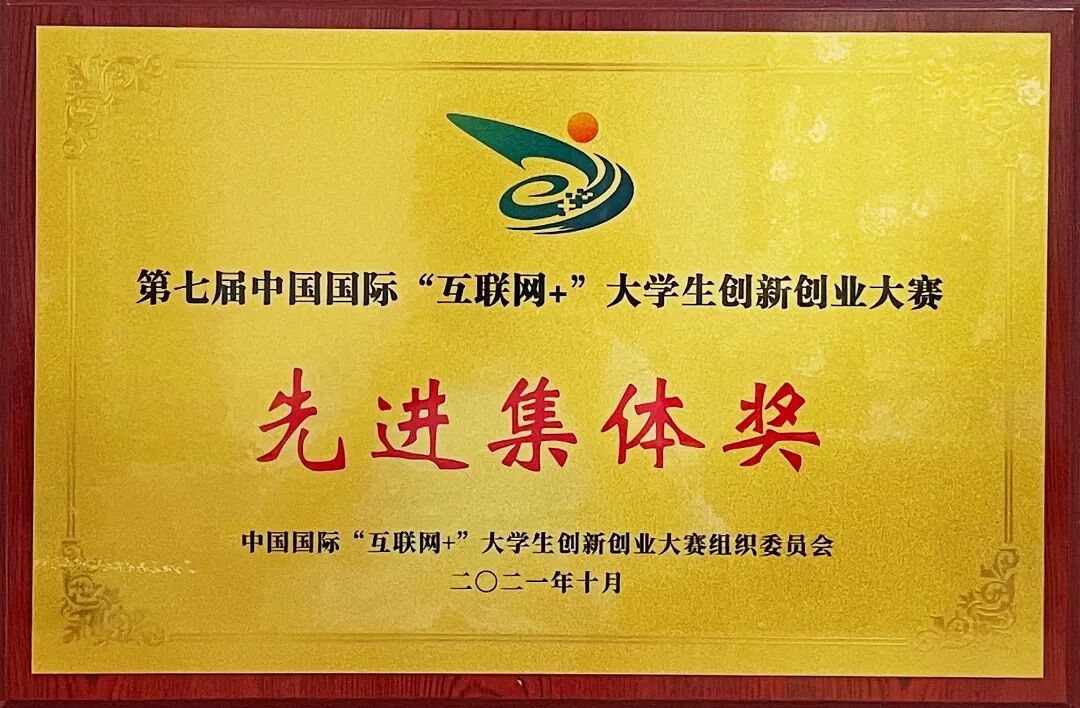 第七届中国国际“互联网+”大学生创新创业大赛
先进集体奖
中国国际“互联网+”大学生创新创业大赛组织委员会
二〇二一年十月